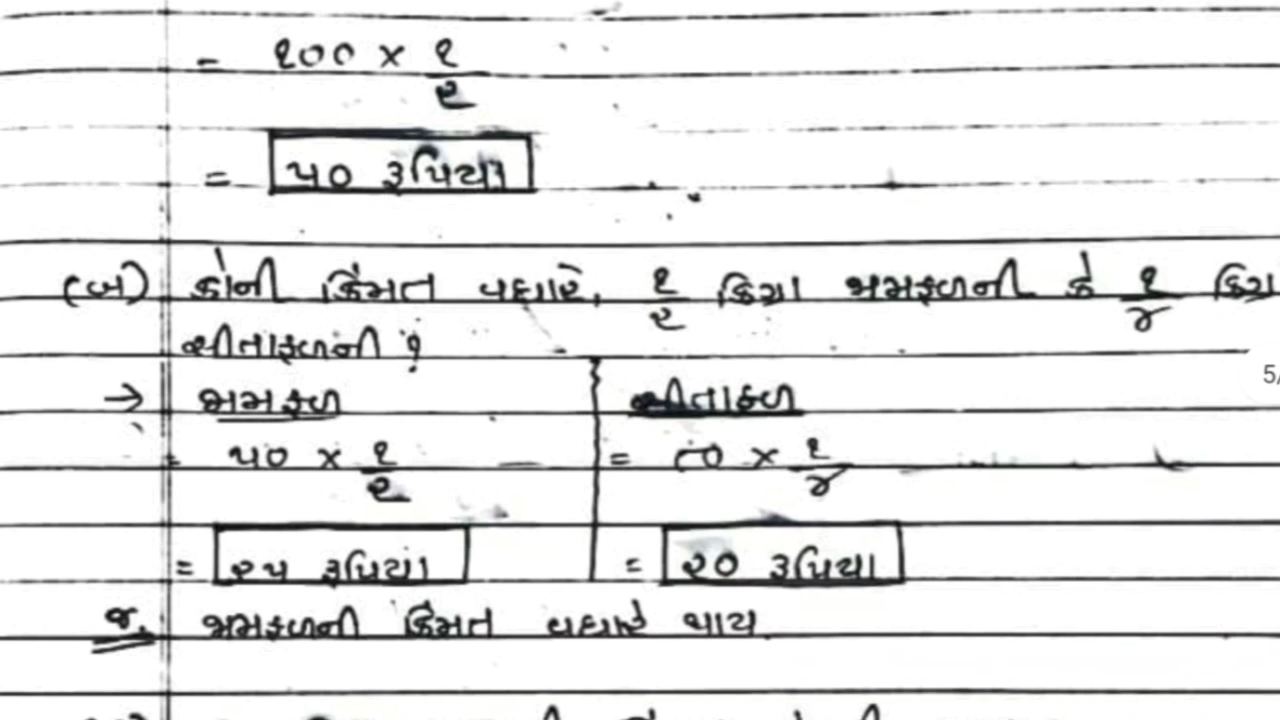 = ૧૦૦ × ૧/૨
= ૫૦ રૂપિયા
(બ) કોની કિંમત વધારે, ૧/૨ કિગ્રા જામફળની કે ૧/૪ કિગ્રા
સીતાફળની ?
→ જામફળ સીતાફળ
= ૫૦ × ૧/૨ = ૮૦ × ૧/૪
= ૨૫ રૂપિયા = ૨૦ રૂપિયા
જ. જામફળની કિંમત વધારે થાય
5/